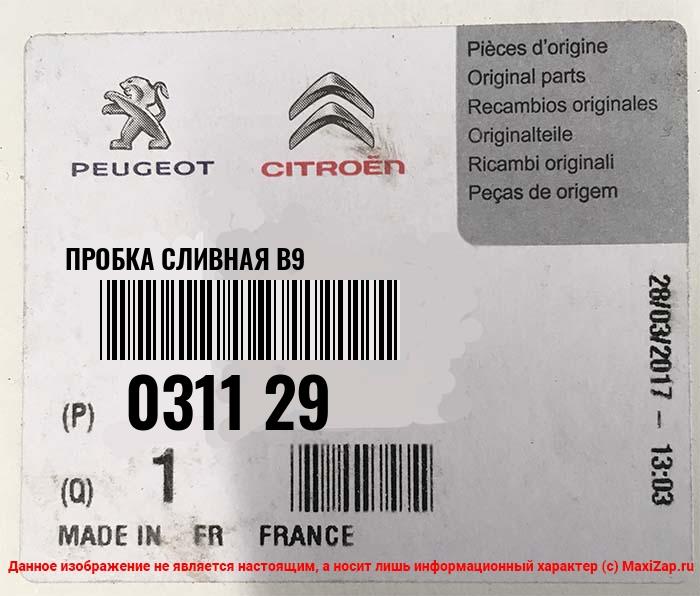 PEUGEOT
CITROËN
Pièces d'origine
Original parts
Recambios originales
Originalteile
Ricambi originali
Peças de origem
ПРОБКА СЛИВНАЯ B9
(P) 0311 29
(Q) 1
MADE IN FR FRANCE
28/03/2017 - 13:03
Данное изображение не является настоящим, а носит лишь информационный характер (c) MaxiZap.ru